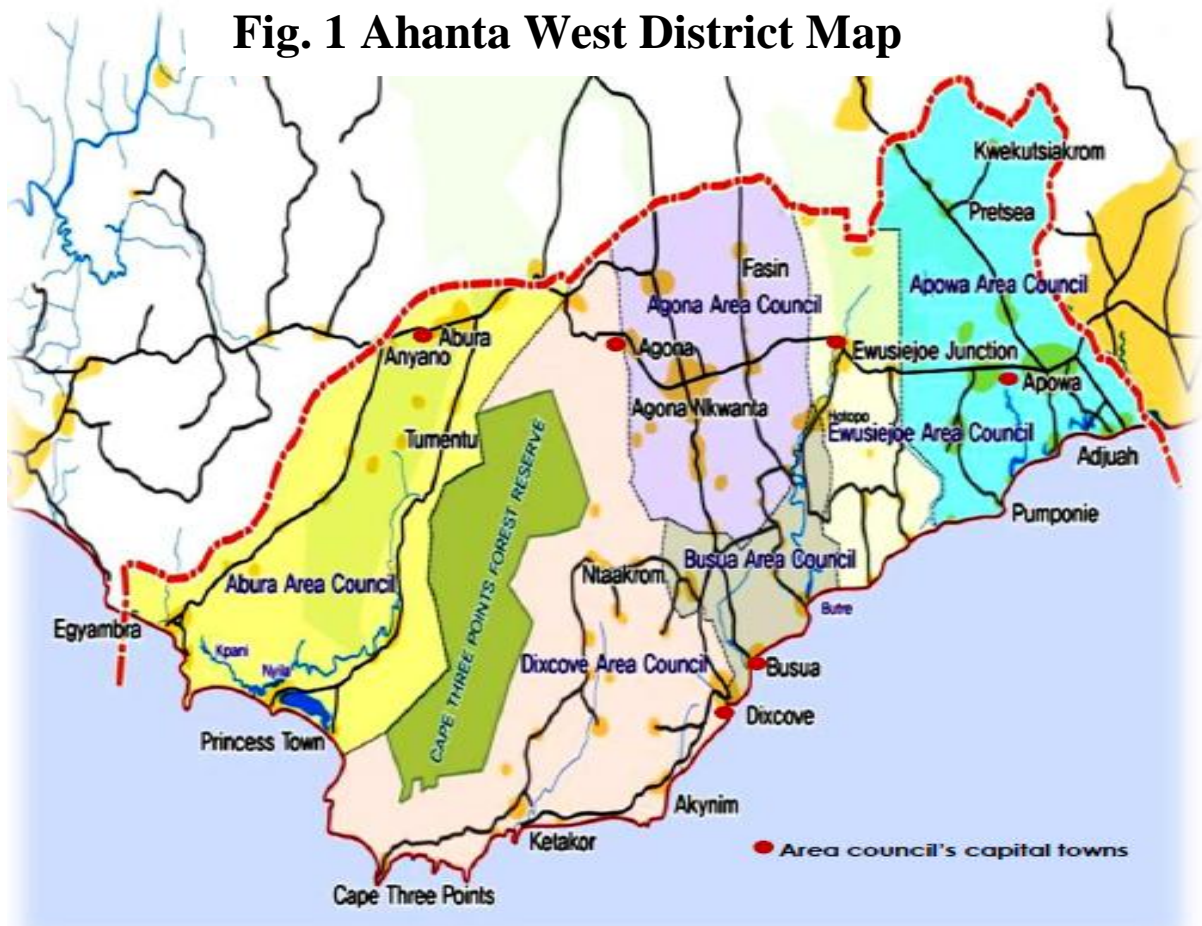 Fig. 1 Ahanta West District Map
Kwekutsiakrom
Pretsea
Fasin
Apowa Area Council
Agona Area Council
Abura
Anyano
Agona
Ewusiejoe Junction
Apowa
Agona Nkwanta
Hotopo
Tumentu
Ewusiejoe Area Council
Adjuah
CAPE THREE POINTS FOREST RESERVE
Pumponie
Busua Area Council
Ntaakrom
Abura Area Council
Butre
Egyambra
Kpani
Nyila
Dixcove Area Council
Busua
Dixcove
Princess Town
Akynim
Ketakor
Area council's capital towns
Cape Three Points